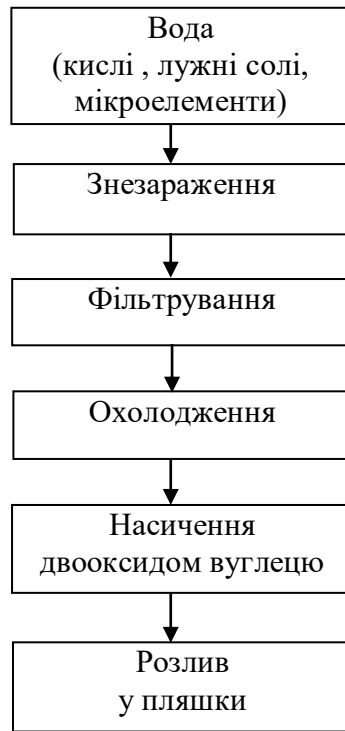 Вода
(кислі , лужні солі,
мікроелементи)
Знезараження
Фільтрування
Охолодження
Насичення
двооксидом вуглецю
Розлив
у пляшки